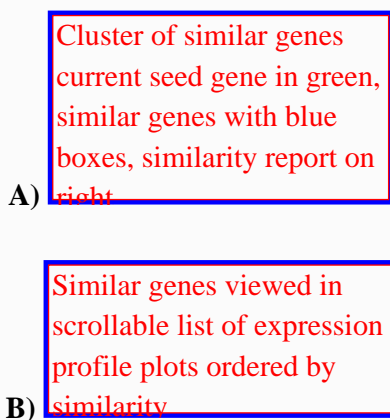 Cluster of similar genes
current seed gene in green,
similar genes with blue
boxes, similarity report on
A) right
Similar genes viewed in
scrollable list of expression
profile plots ordered by
B) similarity